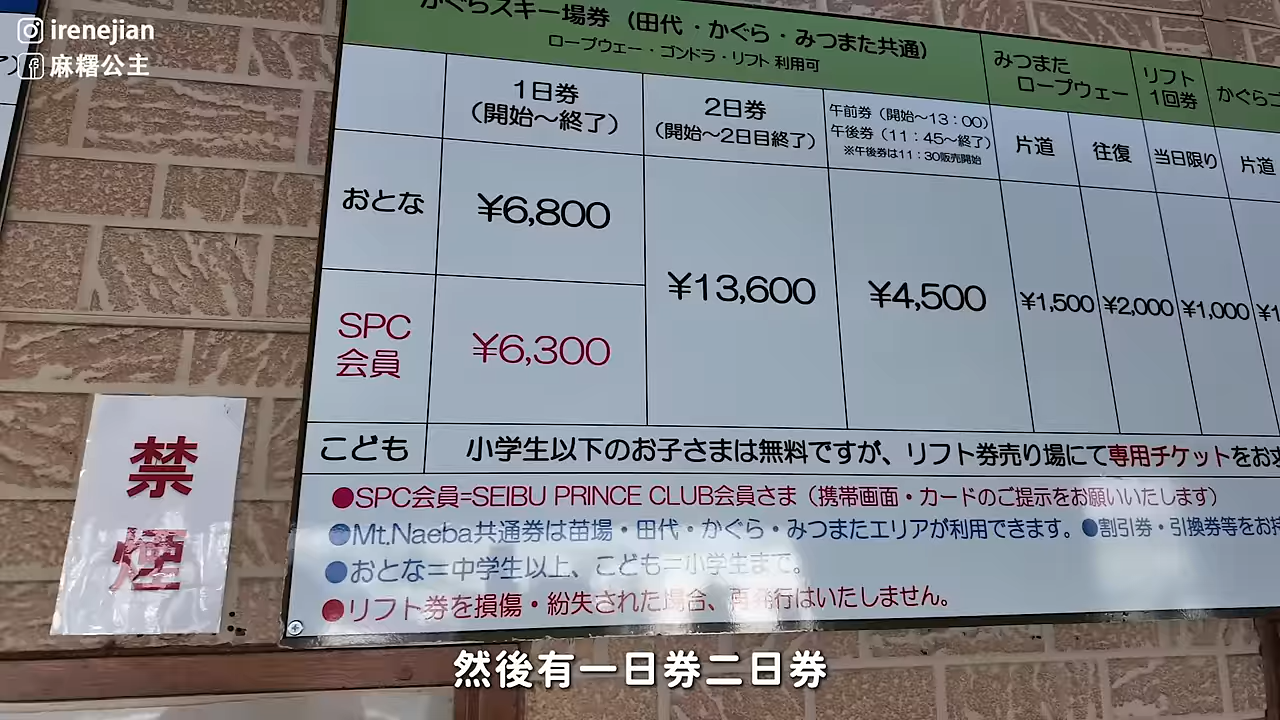 irenejian
麻糬公主
かぐらスキー場券（田代・かぐら・みつまた共通）
ロープウェー・ゴンドラ・リフト利用可
みつまた
ロープウェー
リフト
1回券
1日券
（開始〜終了）
2日券
（開始〜2日目終了）
午前券（開始〜13：00）
午後券（11：45〜終了）
※午後券は11：30販売開始
片道
往復
当日限り
片道
おとな
¥6,800
¥13,600
¥4,500
¥1,500
¥2,000
¥1,000
SPC
会員
¥6,300
こども
小学生以下のお子さまは無料ですが、リフト券売り場にて専用チケットをお
●SPC会員=SEIBU PRINCE CLUB会員さま（携帯画面・カードのご提示をお願いいたします）
●Mt.Naeba共通券は苗場・田代・かぐら・みつまたエリアが利用できます。●割引券・引換券等をお
●おとな＝中学生以上、こども＝小学生まで。
●リフト券を損傷・紛失された場合、再発行はいたしません。
禁
煙
然後有一日券二日券